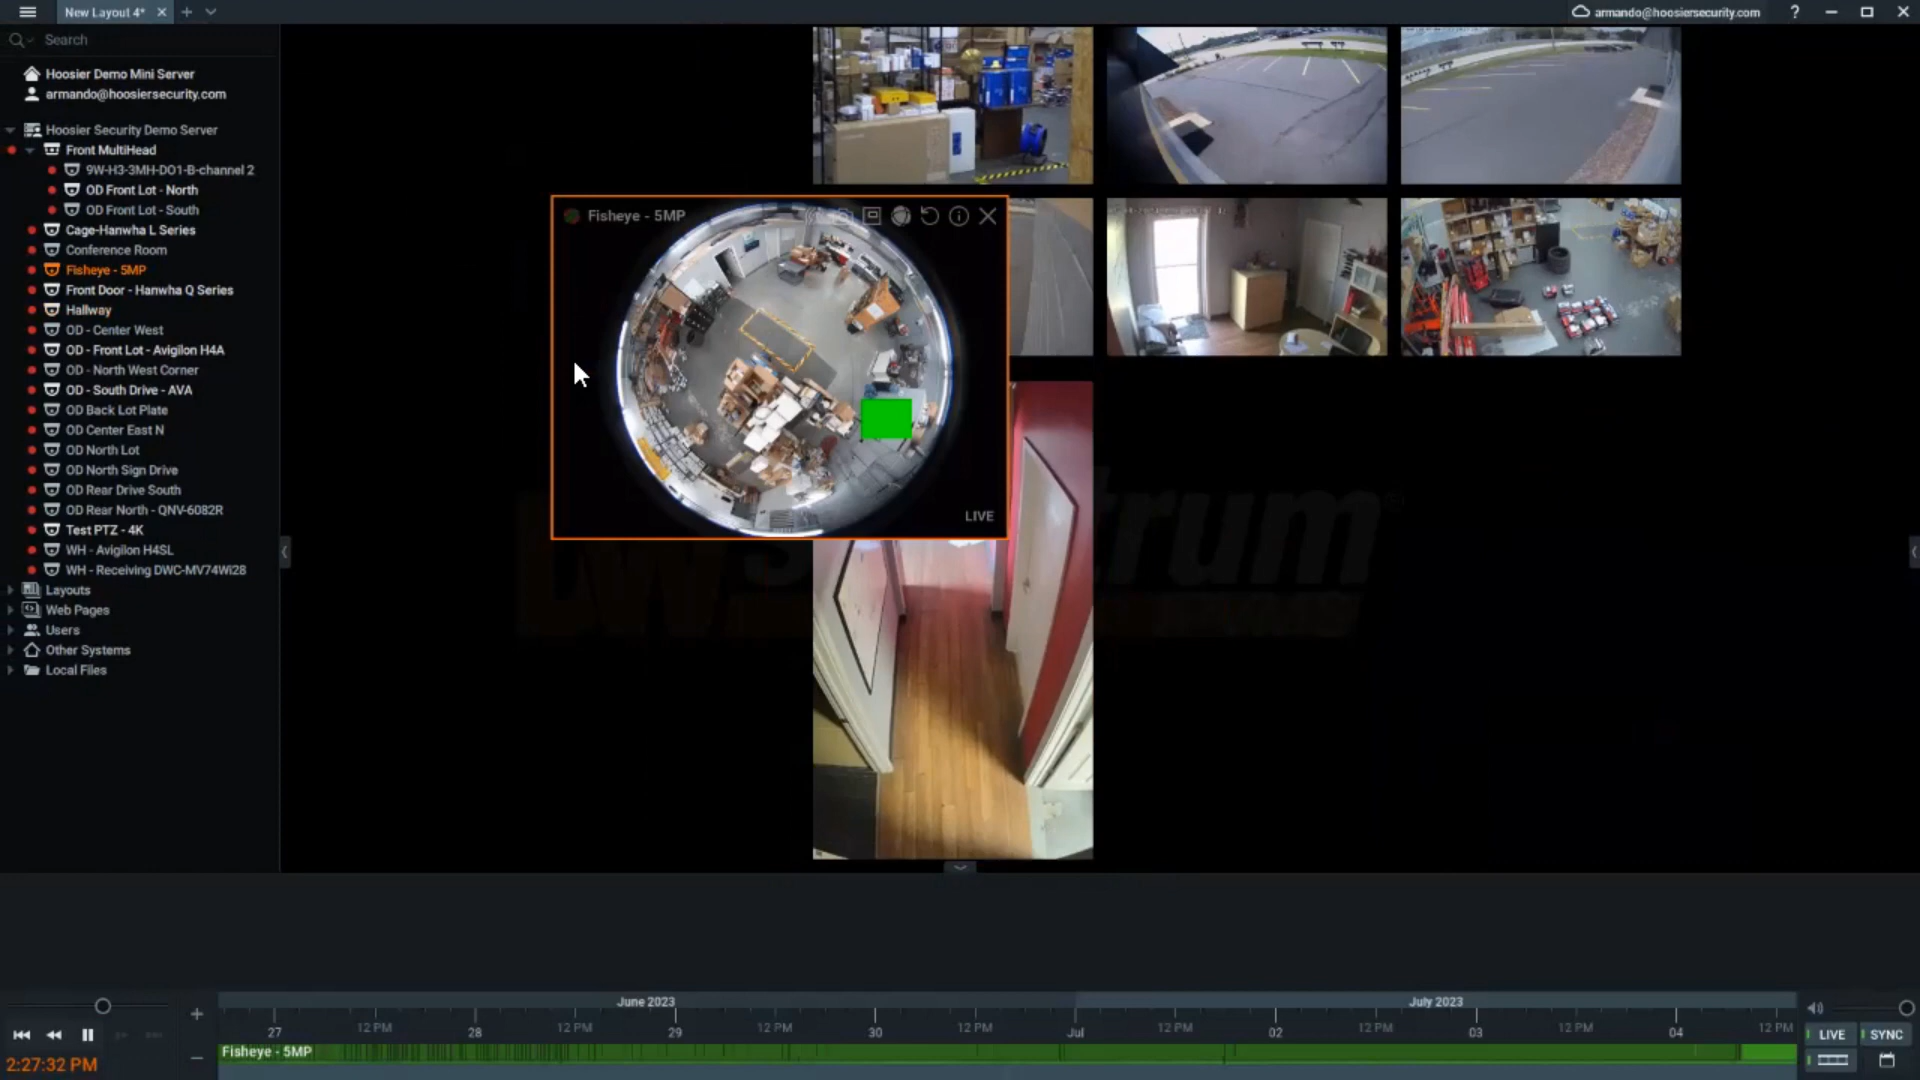 New Layout 4*
armando@hoosiersecurity.com
?
Search
Hoosier Demo Mini Server
armando@hoosiersecurity.com
Hoosier Security Demo Server
Front MultiHead
9W-H3-3MH-DO1-B-channel 2
OD Front Lot - North
OD Front Lot - South
Cage-Hanwha L Series
Conference Room
Fisheye - 5MP
Front Door - Hanwha Q Series
Hallway
OD - Center West
OD - Front Lot - Avigilon H4A
OD - North West Corner
OD - South Drive - AVA
OD Back Lot Plate
OD Center East N
OD North Lot
OD North Sign Drive
OD Rear Drive South
OD Rear North - QNV-6082R
Test PTZ - 4K
WH - Avigilon H4SL
WH - Receiving DWC-MV74Wi28
Layouts
Web Pages
Users
Other Systems
Local Files
Fisheye - 5MP
LIVE
June 2023
July 2023
27 12 PM 28 12 PM 29 12 PM 30 12 PM Jul 12 PM 02 12 PM 03 12 PM 04 12 PM
Fisheye - 5MP
2:27:32 PM
LIVE
SYNC